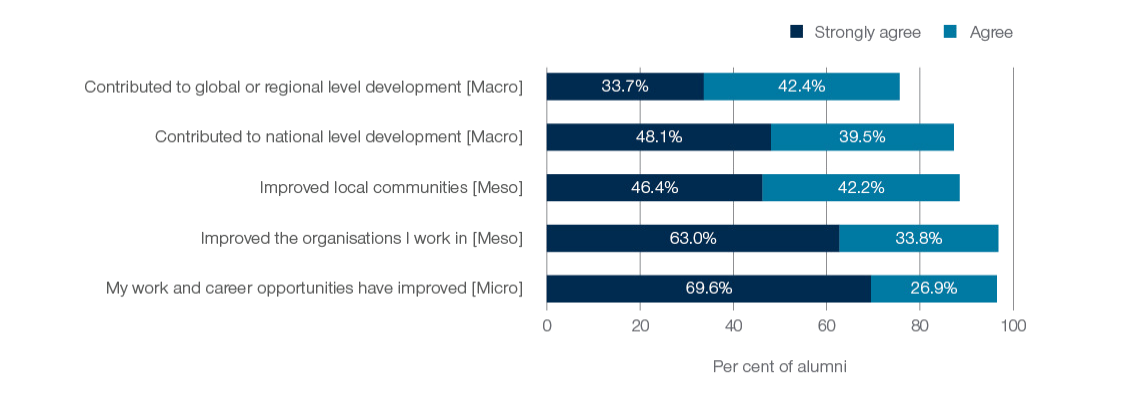 Strongly agree Agree
Contributed to global or regional level development [Macro] 33.7% 42.4%
Contributed to national level development [Macro] 48.1% 39.5%
Improved local communities [Meso] 46.4% 42.2%
Improved the organisations I work in [Meso] 63.0% 33.8%
My work and career opportunities have improved [Micro] 69.6% 26.9%
0 20 40 60 80 100
Per cent of alumni